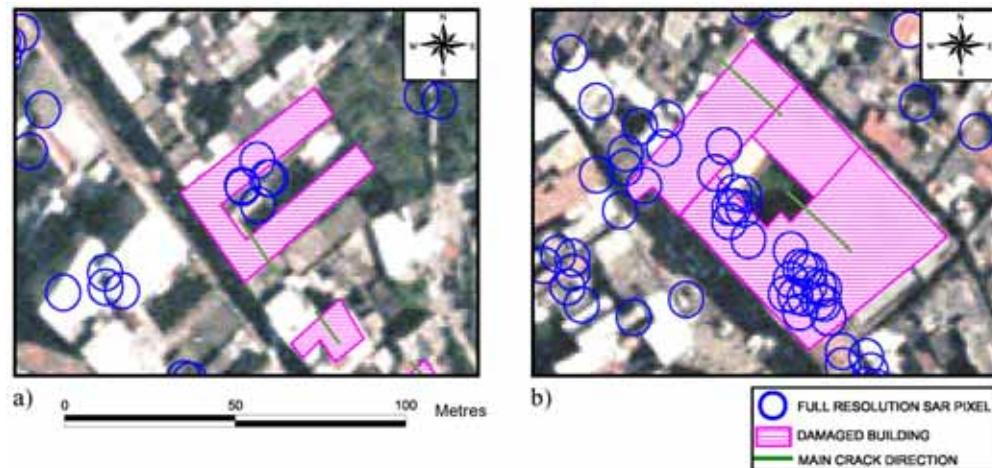 N
W E
S
N
W E
S
a)
b)
0 50 100 Metres
FULL RESOLUTION SAR PIXEL
DAMAGED BUILDING
MAIN CRACK DIRECTION